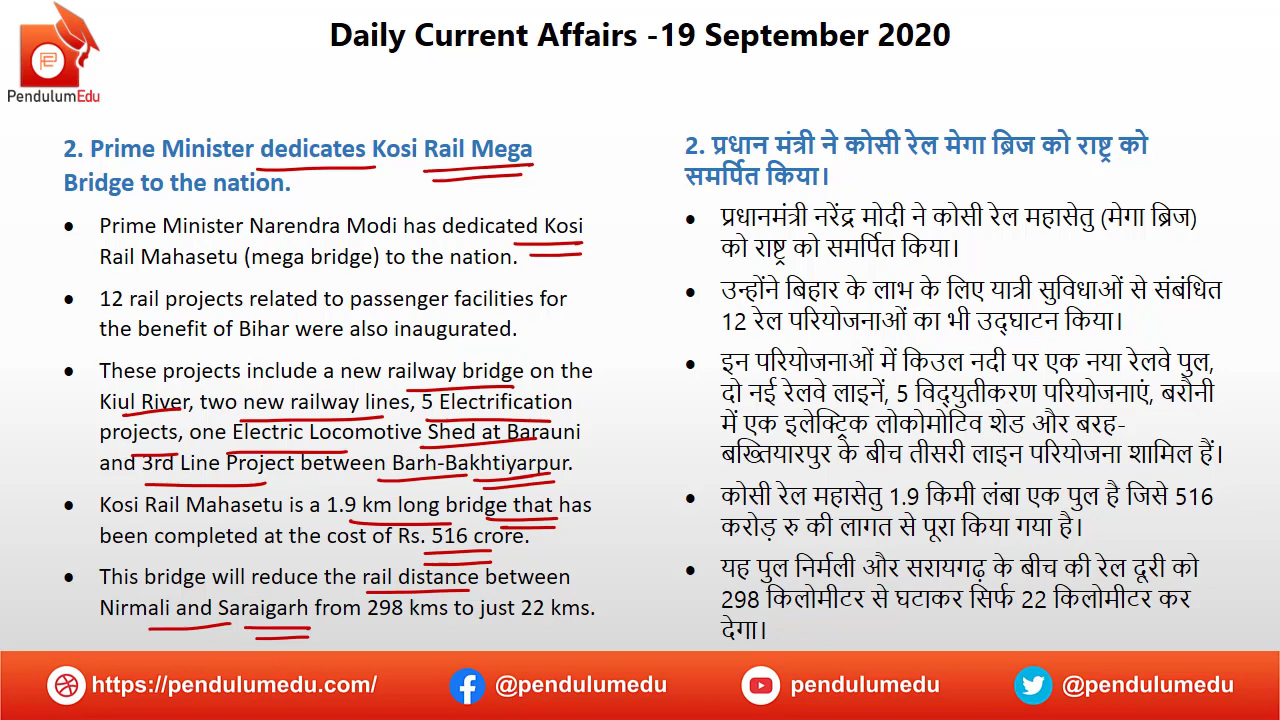 Daily Current Affairs -19 September 2020
PendulumEdu
2. Prime Minister dedicates Kosi Rail Mega
Bridge to the nation.
• Prime Minister Narendra Modi has dedicated Kosi
Rail Mahasetu (mega bridge) to the nation.
• 12 rail projects related to passenger facilities for
the benefit of Bihar were also inaugurated.
• These projects include a new railway bridge on the
Kiul River, two new railway lines, 5 Electrification
projects, one Electric Locomotive Shed at Barauni
and 3rd Line Project between Barh-Bakhtiyarpur.
• Kosi Rail Mahasetu is a 1.9 km long bridge that has
been completed at the cost of Rs. 516 crore.
• This bridge will reduce the rail distance between
Nirmali and Saraigarh from 298 kms to just 22 kms.
2. प्रधान मंत्री ने कोसी रेल मेगा ब्रिज को राष्ट्र को
समर्पित किया।
• प्रधानमंत्री नरेंद्र मोदी ने कोसी रेल महासेतु (मेगा ब्रिज)
को राष्ट्र को समर्पित किया।
• उन्होंने बिहार के लाभ के लिए यात्री सुविधाओं से संबंधित
12 रेल परियोजनाओं का भी उद्घाटन किया।
• इन परियोजनाओं में किउल नदी पर एक नया रेलवे पुल,
दो नई रेलवे लाइनें, 5 विद्युतीकरण परियोजनाएं, बरौनी
में एक इलेक्ट्रिक लोकोमोटिव शेड और बरह-
बख्तियारपुर के बीच तीसरी लाइन परियोजना शामिल हैं।
• कोसी रेल महासेतु 1.9 किमी लंबा एक पुल है जिसे 516
करोड़ रु की लागत से पूरा किया गया है।
• यह पुल निर्मली और सरायगढ़ के बीच की रेल दूरी को
298 किलोमीटर से घटाकर सिर्फ 22 किलोमीटर कर
देगा।
https://pendulumedu.com/
@pendulumedu
pendulumedu
@pendulumedu